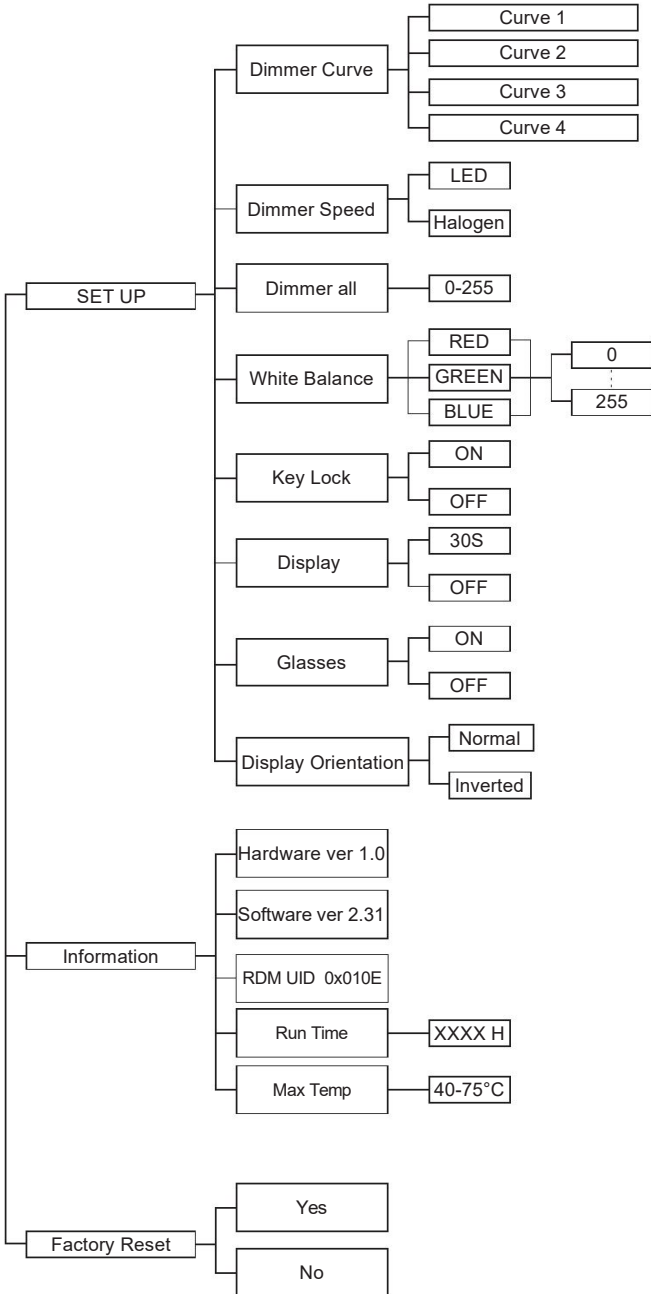 Dimmer Curve
Curve 1
Curve 2
Curve 3
Curve 4
Dimmer Speed
LED
Halogen
SET UP
Dimmer all
0-255
White Balance
RED
GREEN
BLUE
0
255
Key Lock
ON
OFF
Display
30S
OFF
Glasses
ON
OFF
Display Orientation
Normal
Inverted
Information
Hardware ver 1.0
Software ver 2.31
RDM UID 0x010E
Run Time
XXXX H
Max Temp
40-75°C
Factory Reset
Yes
No